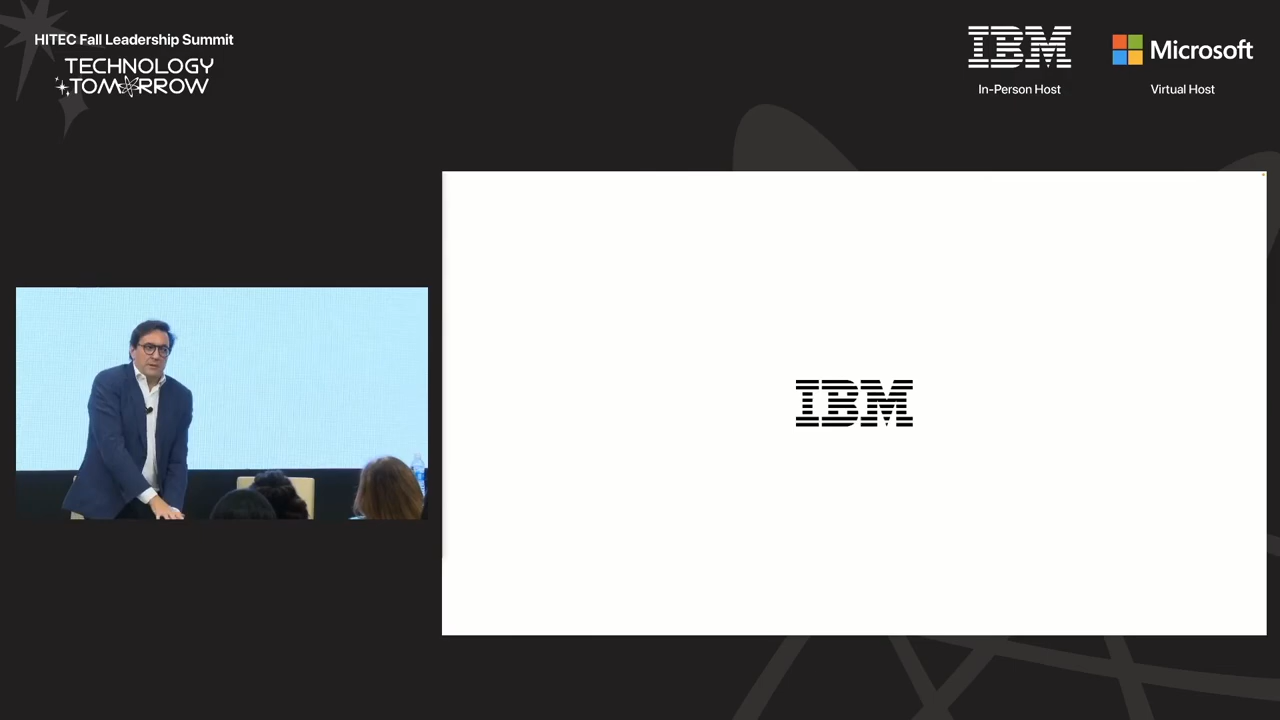 HITEC Fall Leadership Summit
TECHNOLOGY
TOMORROW
IBM
In-Person Host
Microsoft
Virtual Host
IBM